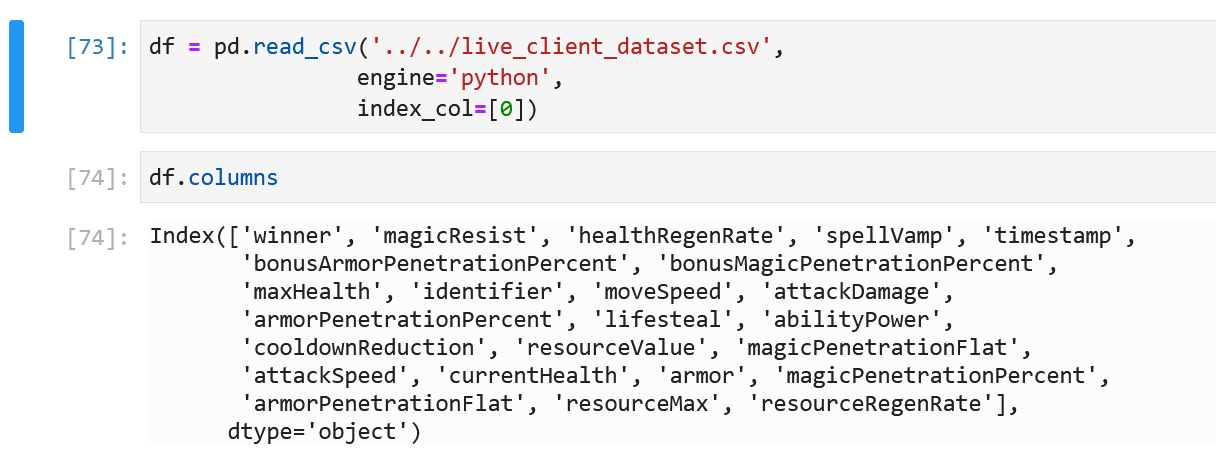 [73]: df = pd.read_csv('../../live_client_dataset.csv',
engine='python',
index_col=[0])
[74]: df.columns
[74]: Index(['winner', 'magicResist', 'healthRegenRate', 'spellVamp', 'timestamp',
'bonusArmorPenetrationPercent', 'bonusMagicPenetrationPercent',
'maxHealth', 'identifier', 'moveSpeed', 'attackDamage',
'armorPenetrationPercent', 'lifesteal', 'abilityPower',
'cooldownReduction', 'resourceValue', 'magicPenetrationFlat',
'attackSpeed', 'currentHealth', 'armor', 'magicPenetrationPercent',
'armorPenetrationFlat', 'resourceMax', 'resourceRegenRate'],
dtype='object')